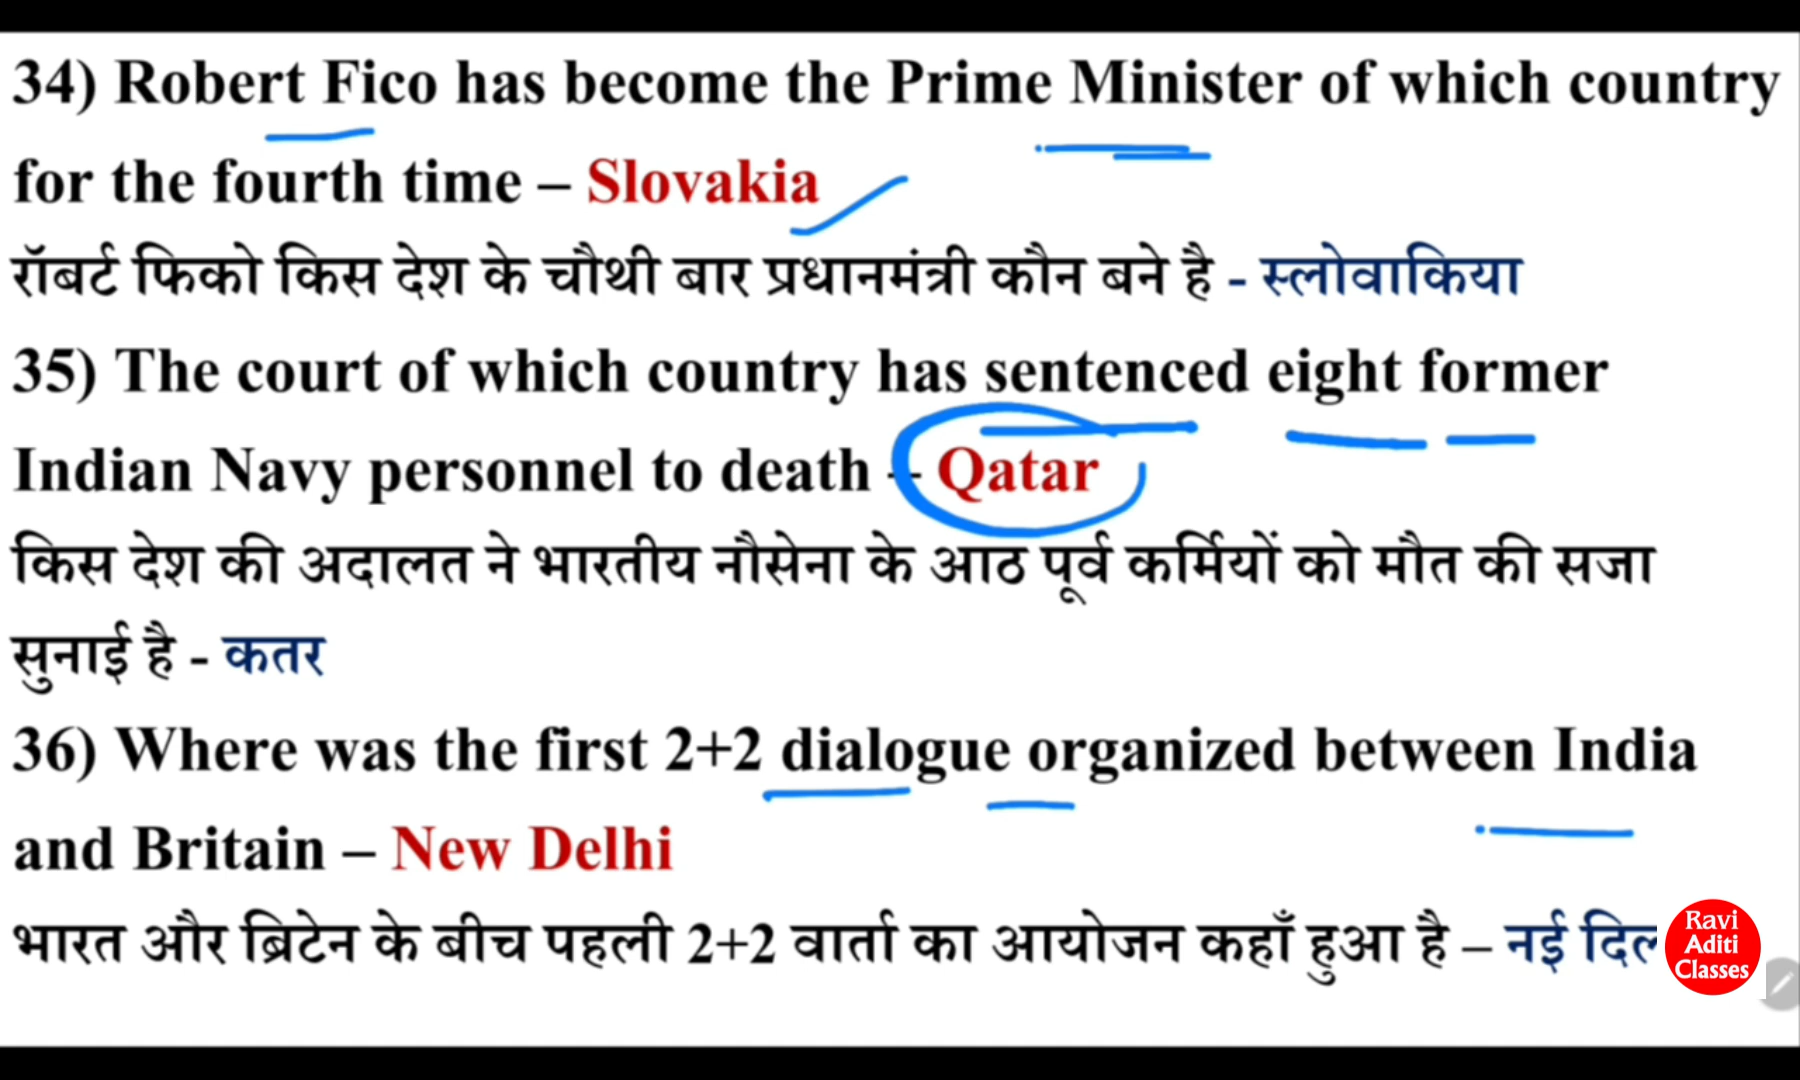 34) Robert Fico has become the Prime Minister of which country
for the fourth time – Slovakia
रॉबर्ट फिको किस देश के चौथी बार प्रधानमंत्री कौन बने है - स्लोवाकिया
35) The court of which country has sentenced eight former
Indian Navy personnel to death – Qatar
किस देश की अदालत ने भारतीय नौसेना के आठ पूर्व कर्मियों को मौत की सजा
सुनाई है - कतर
36) Where was the first 2+2 dialogue organized between India
and Britain – New Delhi
भारत और ब्रिटेन के बीच पहली 2+2 वार्ता का आयोजन कहाँ हुआ है – नई
Ravi
Aditi
Classes